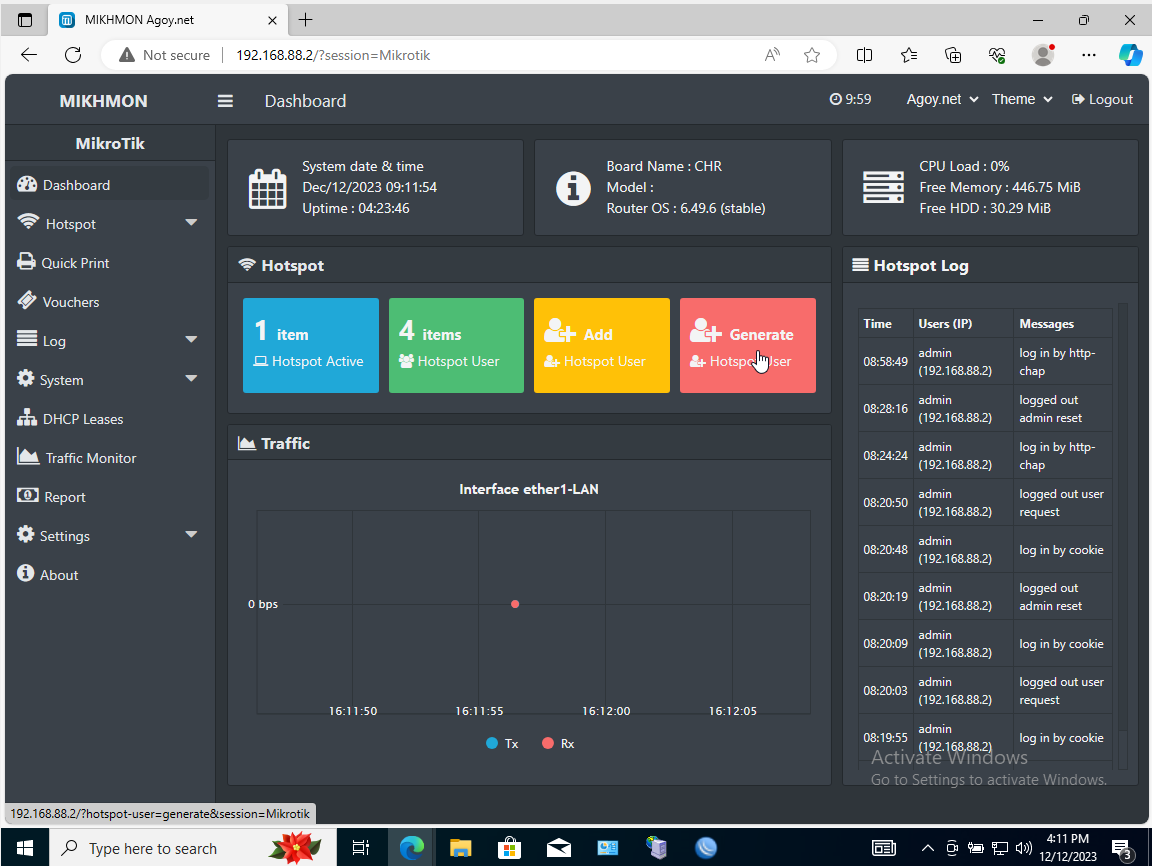 MIKHMON Agoy.net
Not secure
192.168.88.2/?session=Mikrotik
MIKHMON
Dashboard
9:59
Agoy.net
Theme
Logout
MikroTik
Dashboard
Hotspot
Quick Print
Vouchers
Log
System
DHCP Leases
Traffic Monitor
Report
Settings
About
System date & time
Dec/12/2023 09:11:54
Uptime : 04:23:46
Board Name : CHR
Model :
Router OS : 6.49.6 (stable)
CPU Load : 0%
Free Memory : 446.75 MiB
Free HDD : 30.29 MiB
Hotspot
1 item
Hotspot Active
4 items
Hotspot User
Add
Hotspot User
Generate
Hotspot User
Traffic
Interface ether1-LAN
0 bps
16:11:50 16:11:55 16:12:00 16:12:05
Tx Rx
Hotspot Log
Time Users (IP) Messages
08:58:49 admin (192.168.88.2) log in by http-
chap
08:28:16 admin (192.168.88.2) logged out
admin reset
08:24:24 admin (192.168.88.2) log in by http-
chap
08:20:50 admin (192.168.88.2) logged out user
request
08:20:48 admin (192.168.88.2) log in by cookie
08:20:19 admin (192.168.88.2) logged out
admin reset
08:20:09 admin (192.168.88.2) log in by cookie
08:20:03 admin (192.168.88.2) logged out user
request
08:19:55 admin (192.168.88.2) log in by cookie
Activate Windows
Go to Settings to activate Windows.
192.168.88.2/?hotspot-user=generate&session=Mikrotik
Type here to search
4:11 PM
12/12/2023
3